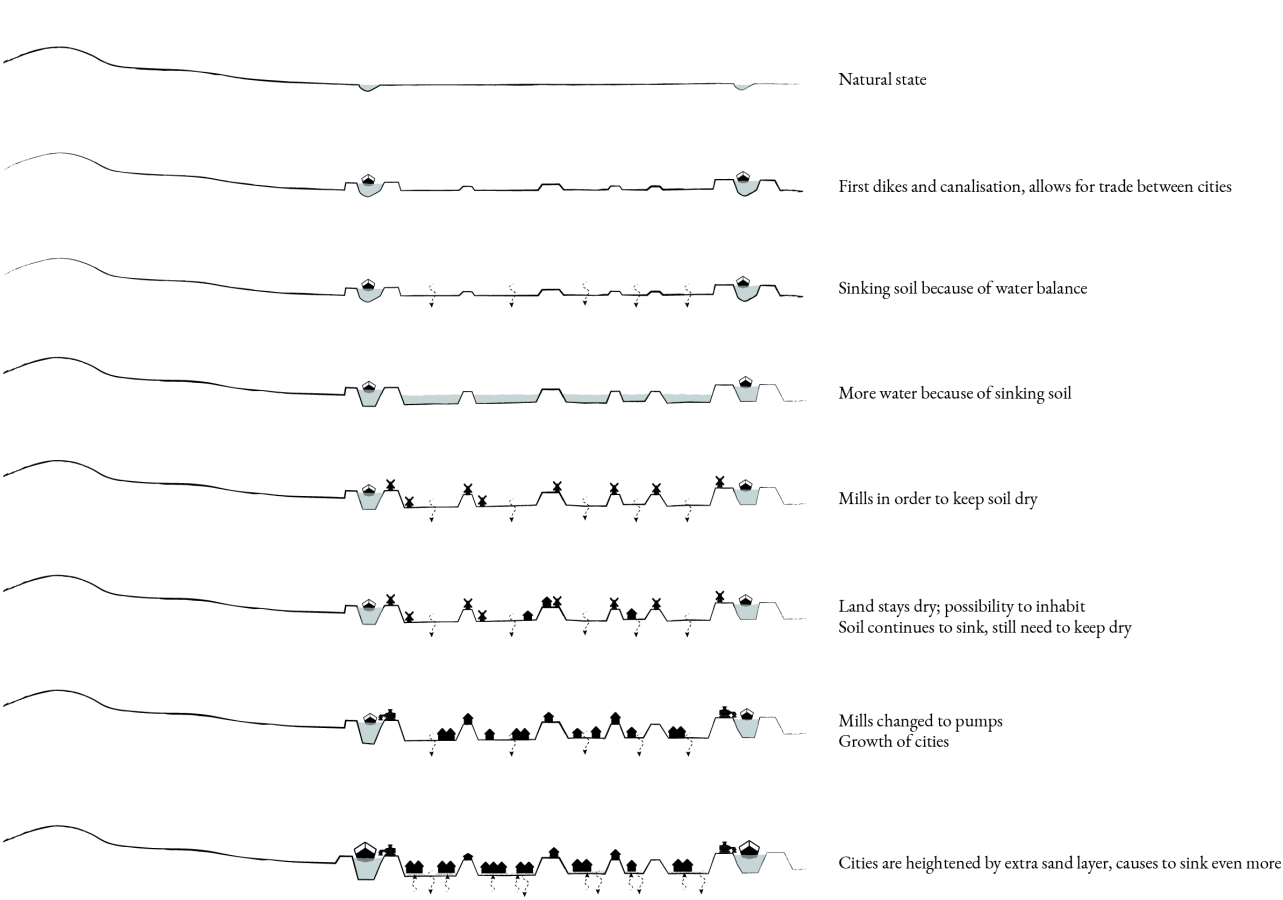 Natural state
First dikes and canalisation, allows for trade between cities
Sinking soil because of water balance
More water because of sinking soil
Mills in order to keep soil dry
Land stays dry; possibility to inhabit
Soil continues to sink, still need to keep dry
Mills changed to pumps
Growth of cities
Cities are heightened by extra sand layer, causes to sink even more